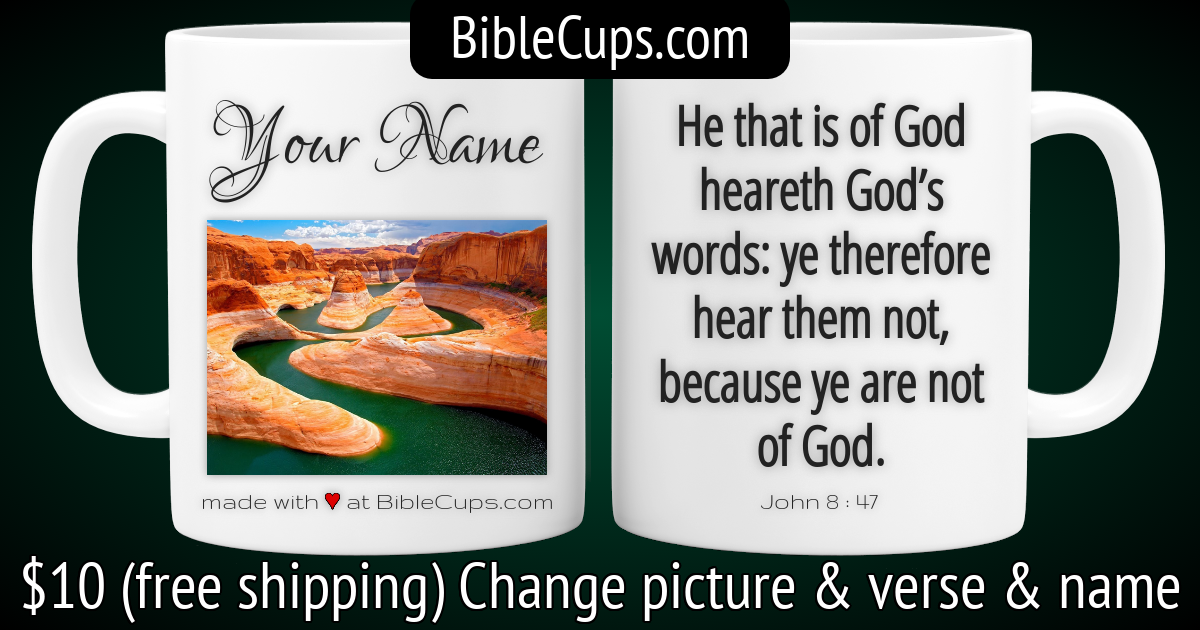 BibleCups.com
Your Name
made with ♥ at BibleCups.com
He that is of God
heareth God’s
words: ye therefore
hear them not,
because ye are not
of God.
John 8 : 47
$10 (free shipping) Change picture & verse & name